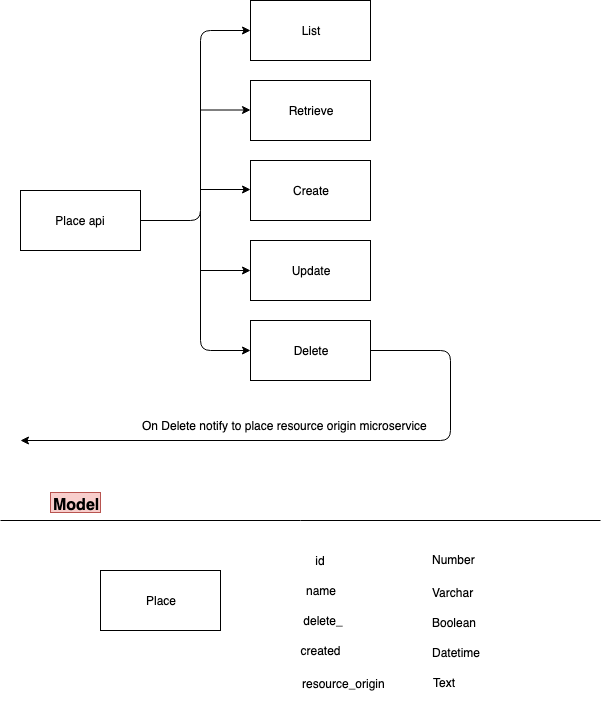 List
Retrieve
Create
Place api
Update
Delete
On Delete notify to place resource origin microservice
Model
id Number
name Varchar
Place
delete_ Boolean
created Datetime
resource_origin Text